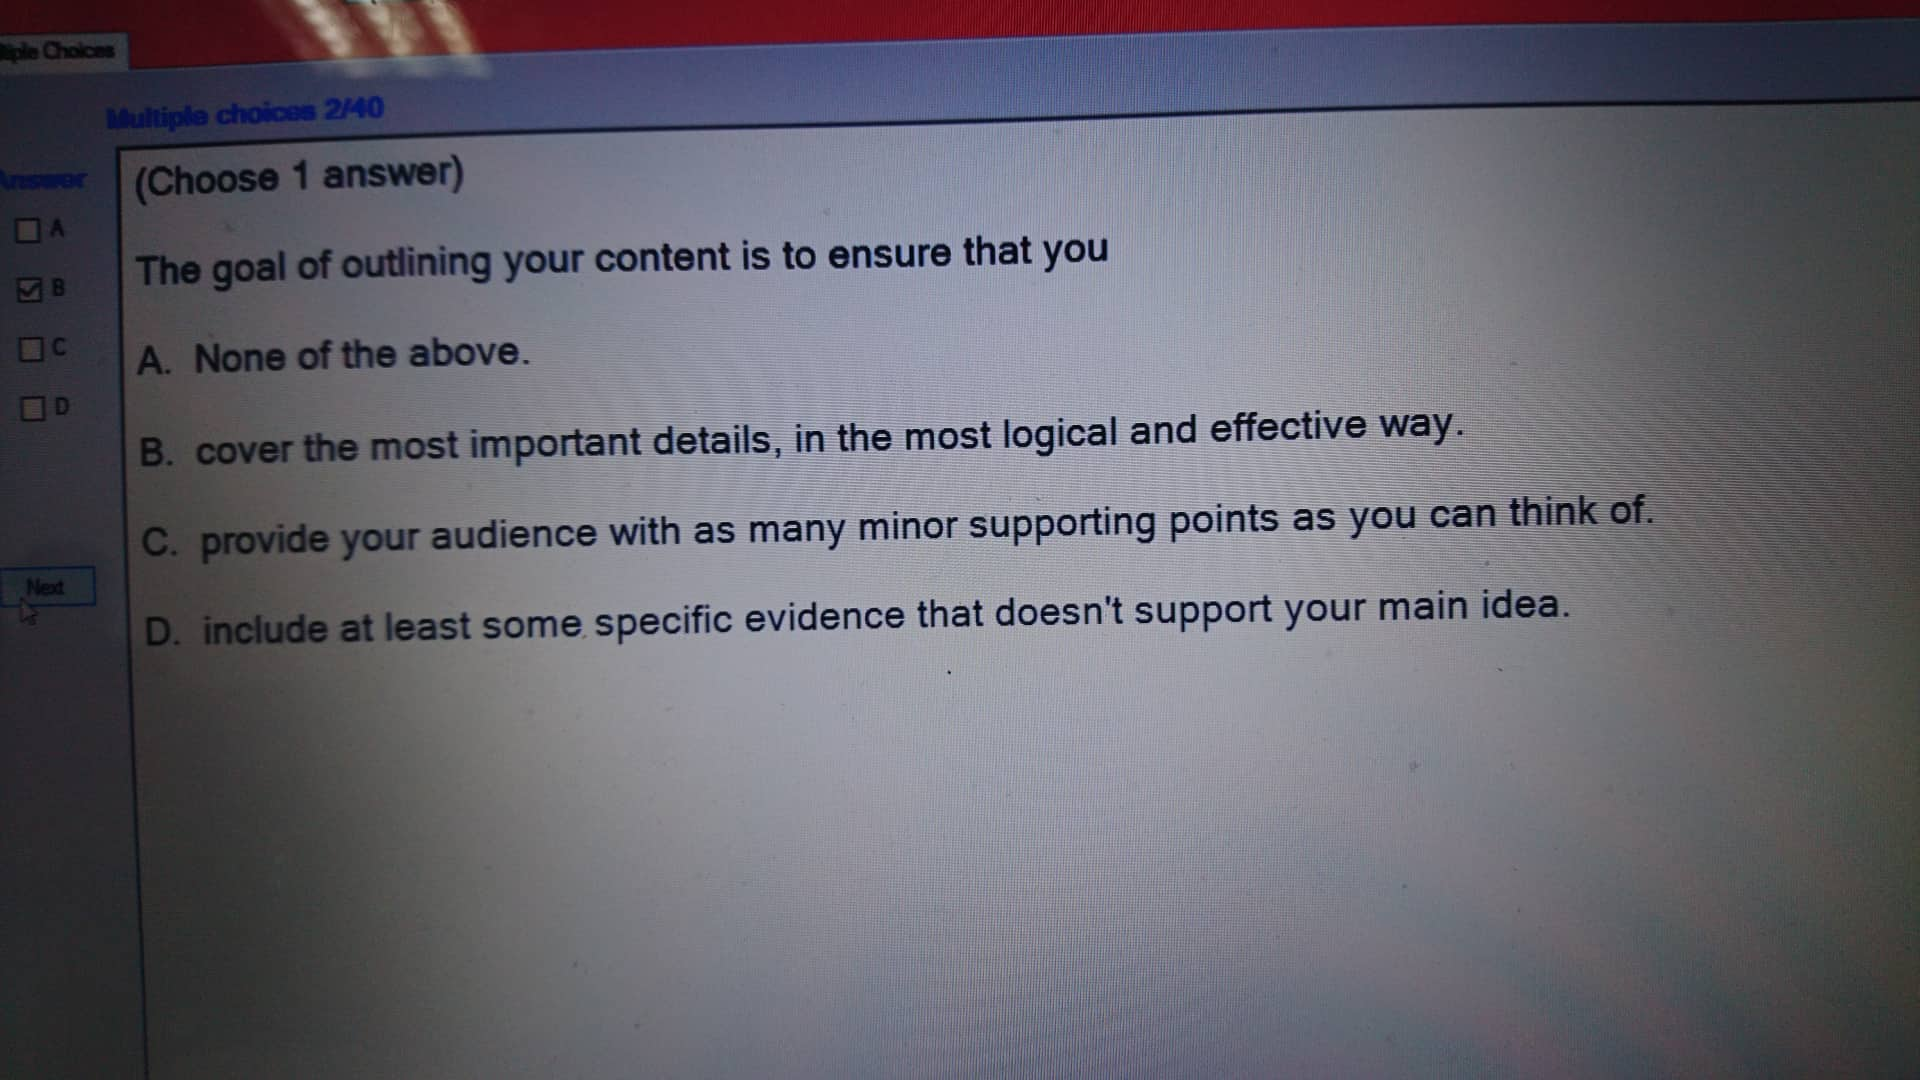 Choices
Multiple choices 2/40
Answer
(Choose 1 answer)
A
The goal of outlining your content is to ensure that you
B
C
A. None of the above.
D
B. cover the most important details, in the most logical and effective way.
C. provide your audience with as many minor supporting points as you can think of.
Next
D. include at least some specific evidence that doesn't support your main idea.